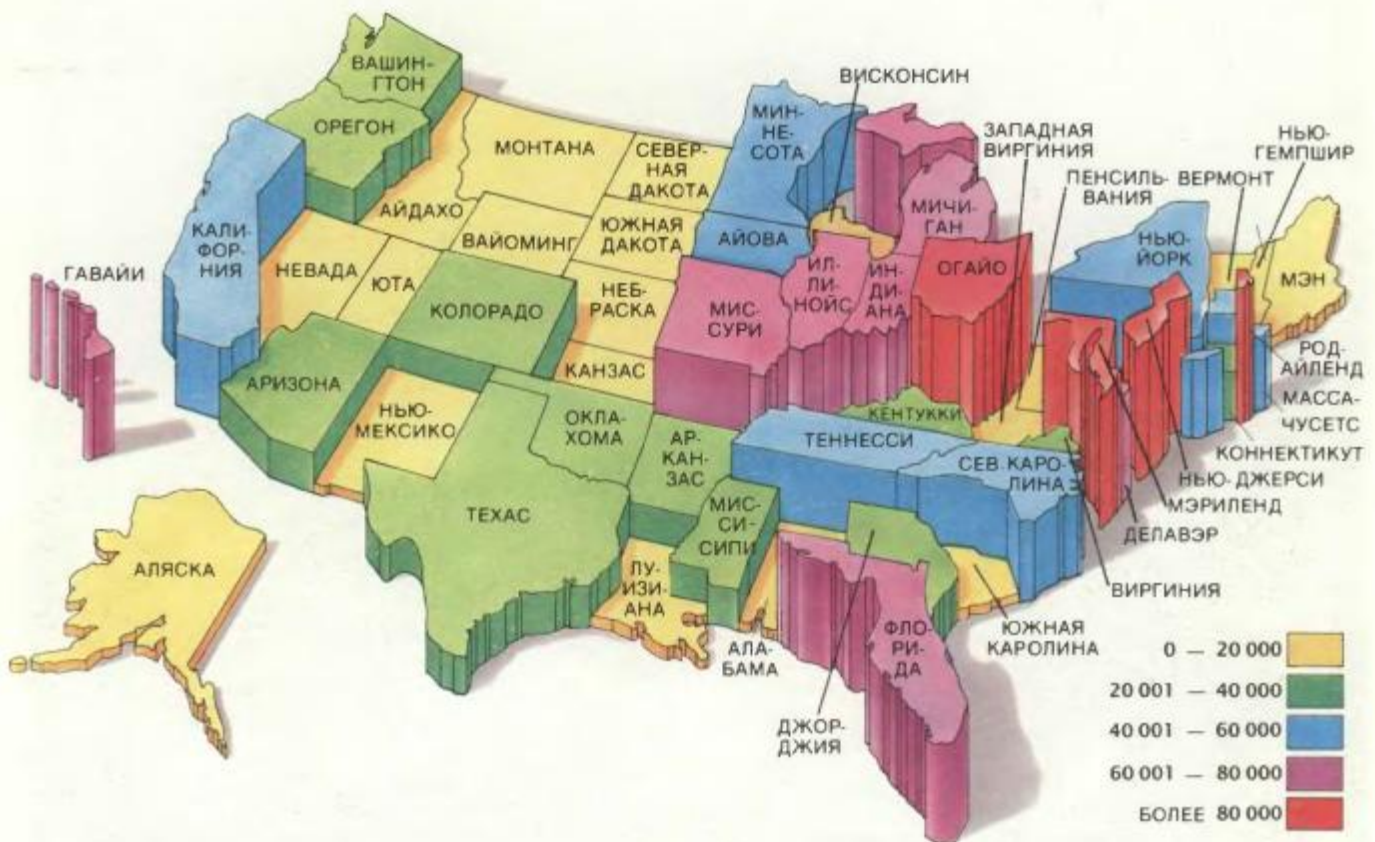 ВАШИН-
ГТОН
ОРЕГОН
МОНТАНА
СЕВЕР-
НАЯ
ДАКОТА
МИН-
НЕ-
СОТА
ВИСКОНСИН
ЗАПАДНАЯ
ВИРГИНИЯ
НЬЮ-
ГЕМПШИР
ПЕНСИЛЬ-
ВАНИЯ
ВЕРМОНТ
КАЛИ-
ФОР-
НИЯ
АЙДАХО
ВАЙОМИНГ
ЮЖНАЯ
ДАКОТА
АЙОВА
МИЧИ-
ГАН
НЬЮ-
ЙОРК
МЭН
ГАВАЙИ
НЕВАДА
ЮТА
КОЛОРАДО
НЕБ-
РАСКА
МИС-
СУРИ
ИЛ-
ЛИ-
НОЙС
ИН-
ДИ-
АНА
ОГАЙО
РОД-
АЙЛЕНД
МАССА-
ЧУСЕТС
КОННЕКТИКУТ
НЬЮ-ДЖЕРСИ
МЭРИЛЕНД
ДЕЛАВЭР
ВИРГИНИЯ
АРИЗОНА
НЬЮ-
МЕКСИКО
КАНЗАС
ОКЛА-
ХОМА
АР-
КАН-
ЗАС
КЕНТУККИ
ТЕННЕССИ
СЕВ. КАРО-
ЛИНА
ТЕХАС
МИС-
СИ-
СИПИ
ЛУ-
ИЗИ-
АНА
АЛА-
БАМА
ДЖОР-
ДЖИЯ
ФЛО-
РИ-
ДА
ЮЖНАЯ
КАРОЛИНА
АЛЯСКА
0 — 20 000
20 001 — 40 000
40 001 — 60 000
60 001 — 80 000
БОЛЕЕ 80 000